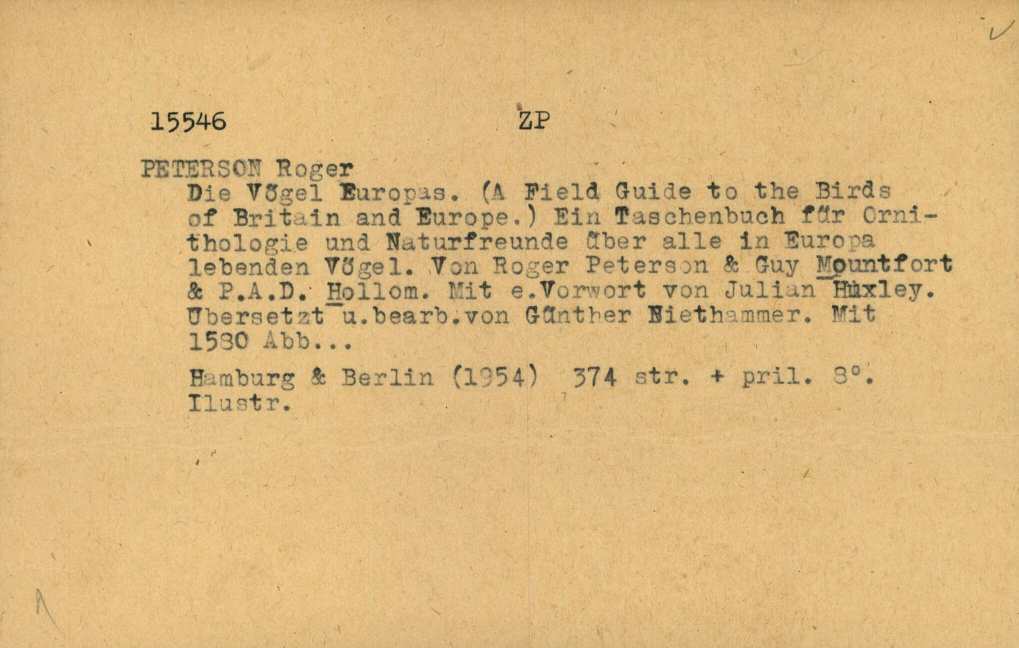 15546 ZP
PETERSON Roger
Die Vögel Europas. (A Field Guide to the Birds
of Britain and Europe.) Ein Taschenbuch für Orni-
thologie und Naturfreunde über alle in Europa
lebenden Vögel. Von Roger Peterson & Guy Mountfort
& P.A.D. Hollom. Mit e.Vorwort von Julian Huxley.
Übersetzt u.bearb.von Günther Niethammer. Mit
1580 Abb...
Hamburg & Berlin (1954) 374 str. + pril. 8°.
Ilustr.